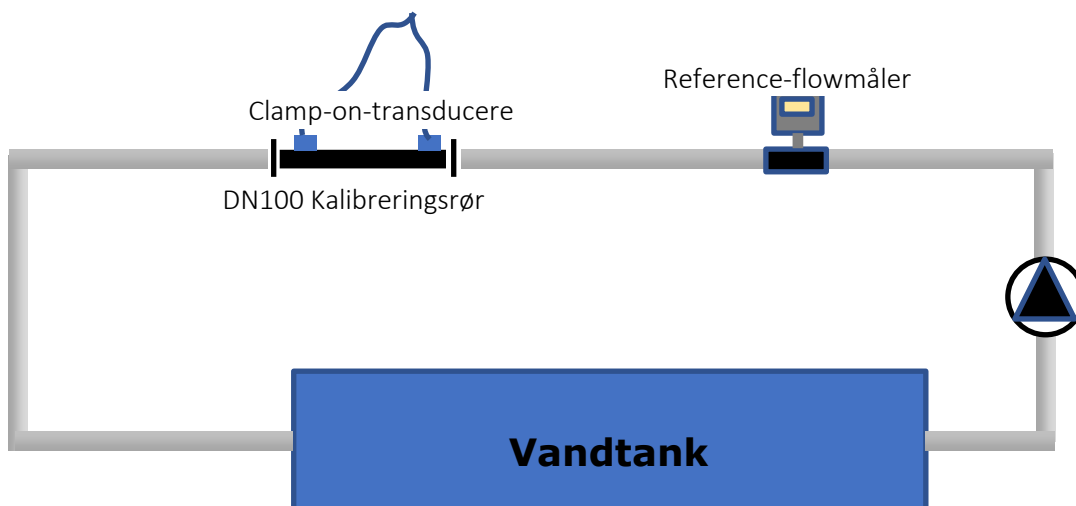 Reference-flowmåler
Clamp-on-transducere
DN100 Kalibreringsrør
Vandtank